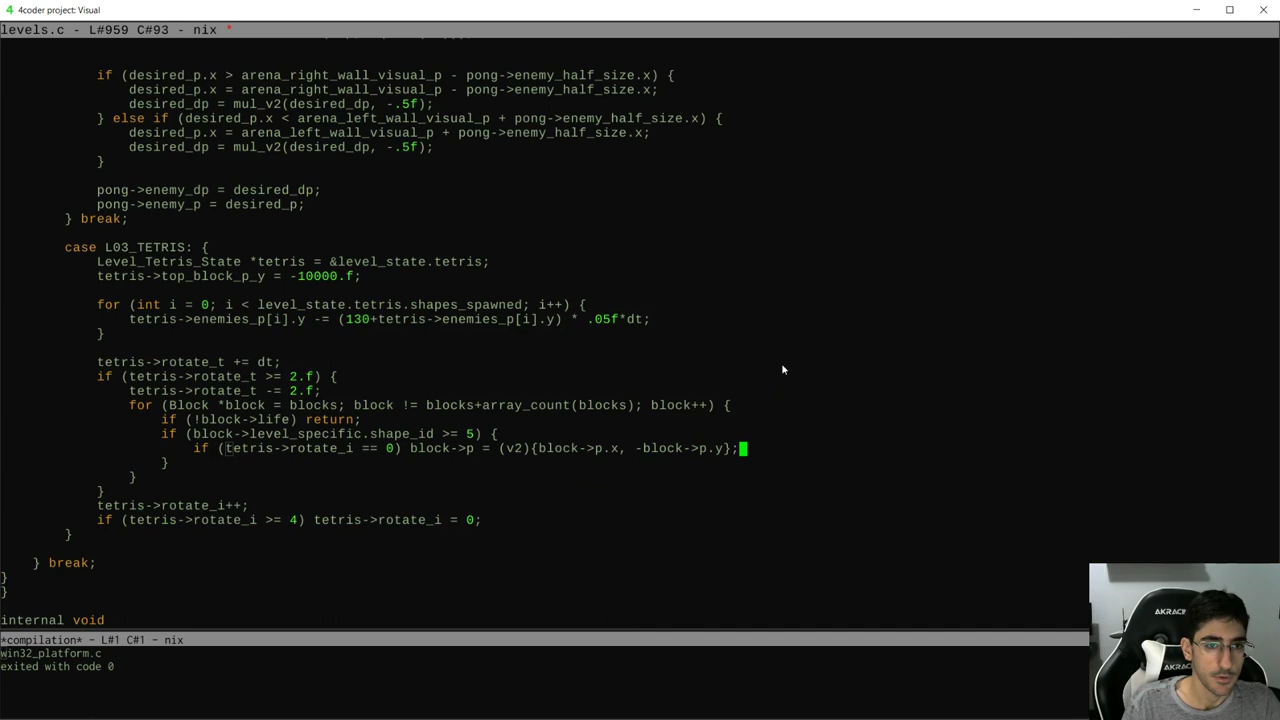 4 4coder project: Visual
levels.c - L#959 C#93 - nix *
if (desired_p.x > arena_right_wall_visual_p - pong->enemy_half_size.x) {
desired_p.x = arena_right_wall_visual_p - pong->enemy_half_size.x;
desired_dp = mul_v2(desired_dp, -.5f);
} else if (desired_p.x < arena_left_wall_visual_p + pong->enemy_half_size.x) {
desired_p.x = arena_left_wall_visual_p + pong->enemy_half_size.x;
desired_dp = mul_v2(desired_dp, -.5f);
}
pong->enemy_dp = desired_dp;
pong->enemy_p = desired_p;
} break;
case L03_TETRIS: {
Level_Tetris_State *tetris = &level_state.tetris;
tetris->top_block_p_y = -10000.f;
for (int i = 0; i < level_state.tetris.shapes_spawned; i++) {
tetris->enemies_p[i].y -= (130+tetris->enemies_p[i].y) * .05f*dt;
}
tetris->rotate_t += dt;
if (tetris->rotate_t >= 2.f) {
tetris->rotate_t -= 2.f;
for (Block *block = blocks; block != blocks+array_count(blocks); block++) {
if (!block->life) return;
if (block->level_specific.shape_id >= 5) {
if (tetris->rotate_i == 0) block->p = (v2){block->p.x, -block->p.y};
}
}
}
tetris->rotate_i++;
if (tetris->rotate_i >= 4) tetris->rotate_i = 0;
}
} break;
}
}
internal void
*compilation* - L#1 C#1 - nix
win32_platform.c
exited with code 0
AKRACING